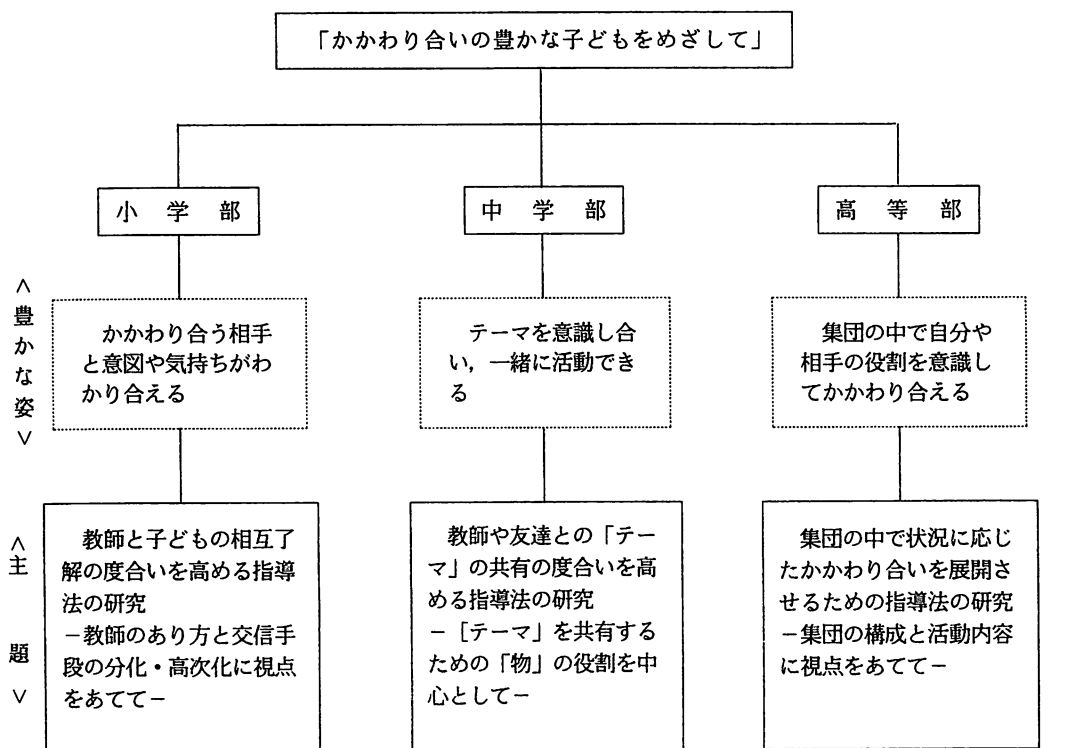 「かかわり合いの豊かな子どもをめざして」
小学部
中学部
高等部
<豊かな姿>
かかわり合う相手
と意図や気持ちがわ
かり合える
テーマを意識し合
い，一緒に活動でき
る
集団の中で自分や
相手の役割を意識し
てかかわり合える
<主題>
教師と子どもの相互了
解の度合いを高める指導
法の研究
－教師のあり方と交信手
段の分化・高次化に視点
をあてて－
教師や友達との「テー
マ」の共有の度合いを高
める指導法の研究
－［テーマ」を共有する
ための「物」の役割を中
心として－
集団の中で状況に応じ
たかかわり合いを展開さ
せるための指導法の研究
－集団の構成と活動内容
に視点をあてて－